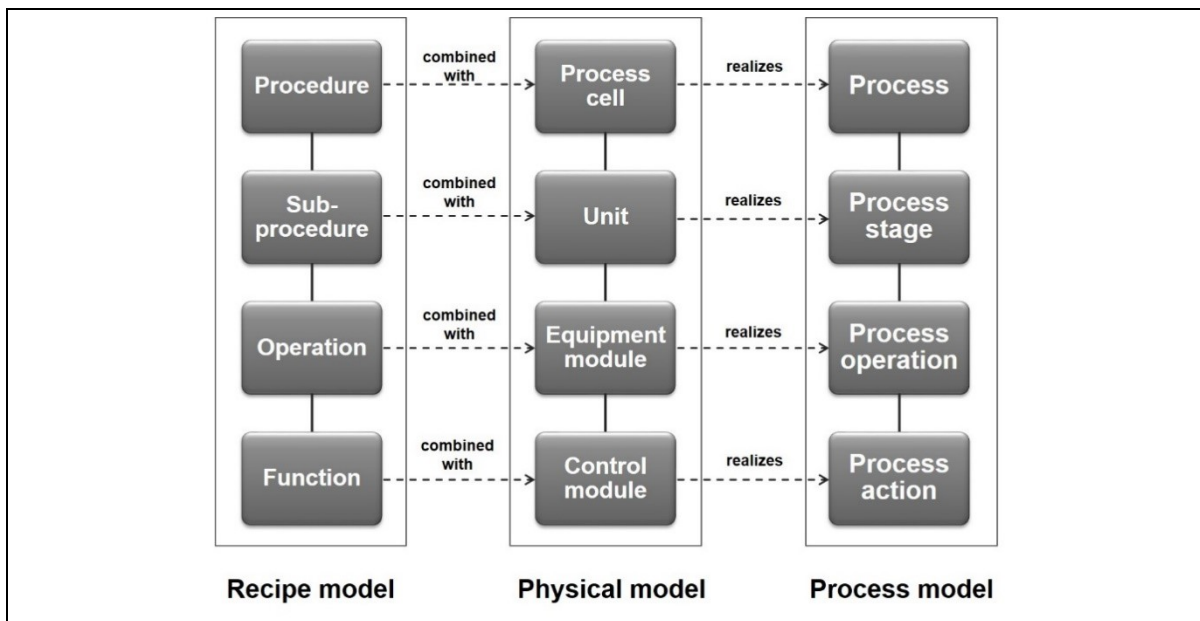 Procedure
combined
with
Process
cell
realizes
Process
Sub-
procedure
combined
with
Unit
realizes
Process
stage
Operation
combined
with
Equipment
module
realizes
Process
operation
Function
combined
with
Control
module
realizes
Process
action
Recipe model
Physical model
Process model